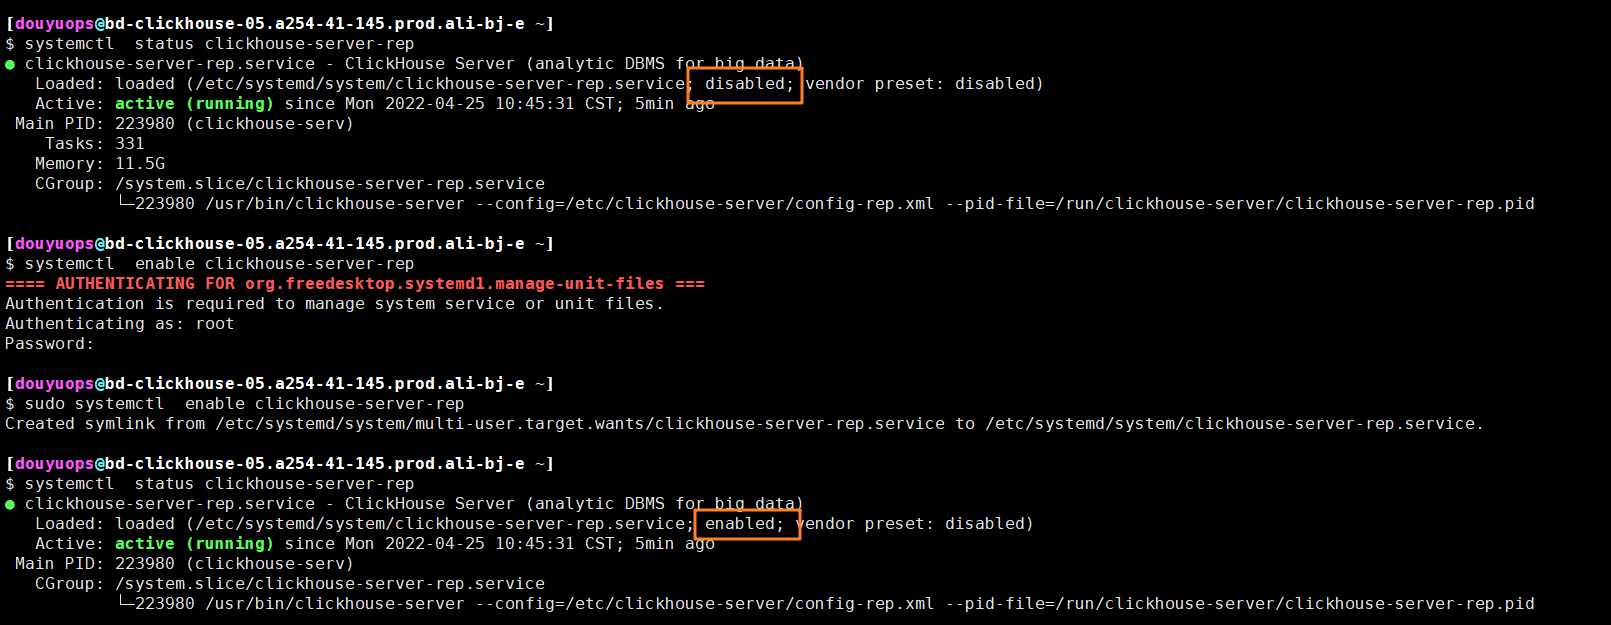 [douyuops@bd-clickhouse-05.a254-41-145.prod.ali-bj-e ~]
$ systemctl  status clickhouse-server-rep
● clickhouse-server-rep.service - ClickHouse Server (analytic DBMS for big data)
   Loaded: loaded (/etc/systemd/system/clickhouse-server-rep.service; disabled; vendor preset: disabled)
   Active: active (running) since Mon 2022-04-25 10:45:31 CST; 5min ago
 Main PID: 223980 (clickhouse-serv)
    Tasks: 331
   Memory: 11.5G
   CGroup: /system.slice/clickhouse-server-rep.service
           └─223980 /usr/bin/clickhouse-server --config=/etc/clickhouse-server/config-rep.xml --pid-file=/run/clickhouse-server/clickhouse-server-rep.pid
[douyuops@bd-clickhouse-05.a254-41-145.prod.ali-bj-e ~]
$ systemctl  enable clickhouse-server-rep
==== AUTHENTICATING FOR org.freedesktop.systemd1.manage-unit-files ===
Authentication is required to manage system service or unit files.
Authenticating as: root
Password:
[douyuops@bd-clickhouse-05.a254-41-145.prod.ali-bj-e ~]
$ sudo systemctl  enable clickhouse-server-rep
Created symlink from /etc/systemd/system/multi-user.target.wants/clickhouse-server-rep.service to /etc/systemd/system/clickhouse-server-rep.service.
[douyuops@bd-clickhouse-05.a254-41-145.prod.ali-bj-e ~]
$ systemctl  status clickhouse-server-rep
● clickhouse-server-rep.service - ClickHouse Server (analytic DBMS for big data)
   Loaded: loaded (/etc/systemd/system/clickhouse-server-rep.service; enabled; vendor preset: disabled)
   Active: active (running) since Mon 2022-04-25 10:45:31 CST; 5min ago
 Main PID: 223980 (clickhouse-serv)
   CGroup: /system.slice/clickhouse-server-rep.service
           └─223980 /usr/bin/clickhouse-server --config=/etc/clickhouse-server/config-rep.xml --pid-file=/run/clickhouse-server/clickhouse-server-rep.pid